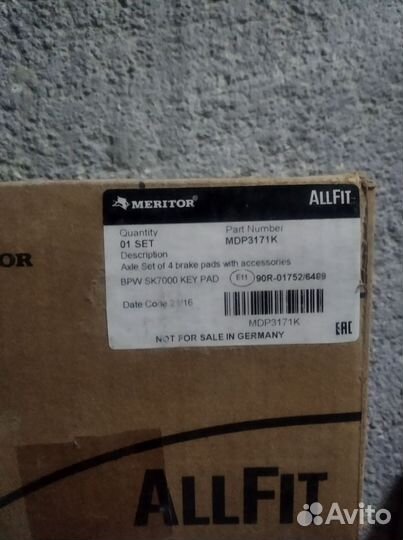 MERITOR
ALLFIT
Quantity
Part Number
01 SET
MDP3171K
Description
Axle Set of 4 brake pads with accessories
BPW SK7000 KEY PAD E11 90R-01752/6489
Date Code /16
MDP3171K
NOT FOR SALE IN GERMANY
EAC
OR
ALLFIT
Avito